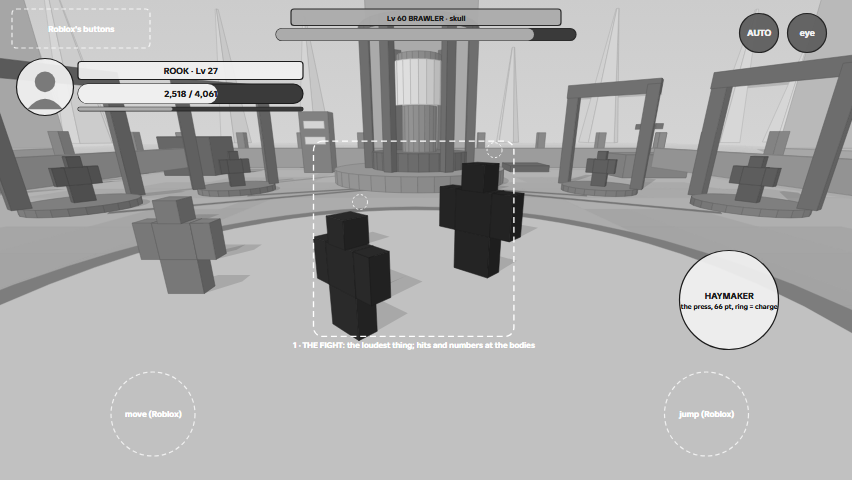 Roblox's buttons
Lv 60 BRAWLER · skull
AUTO
eye
ROOK · Lv 27
2,518 / 4,061
HAYMAKER
the press, 66 pt, ring = charge
1 · THE FIGHT: the loudest thing; hits and numbers at the bodies
move (Roblox)
jump (Roblox)